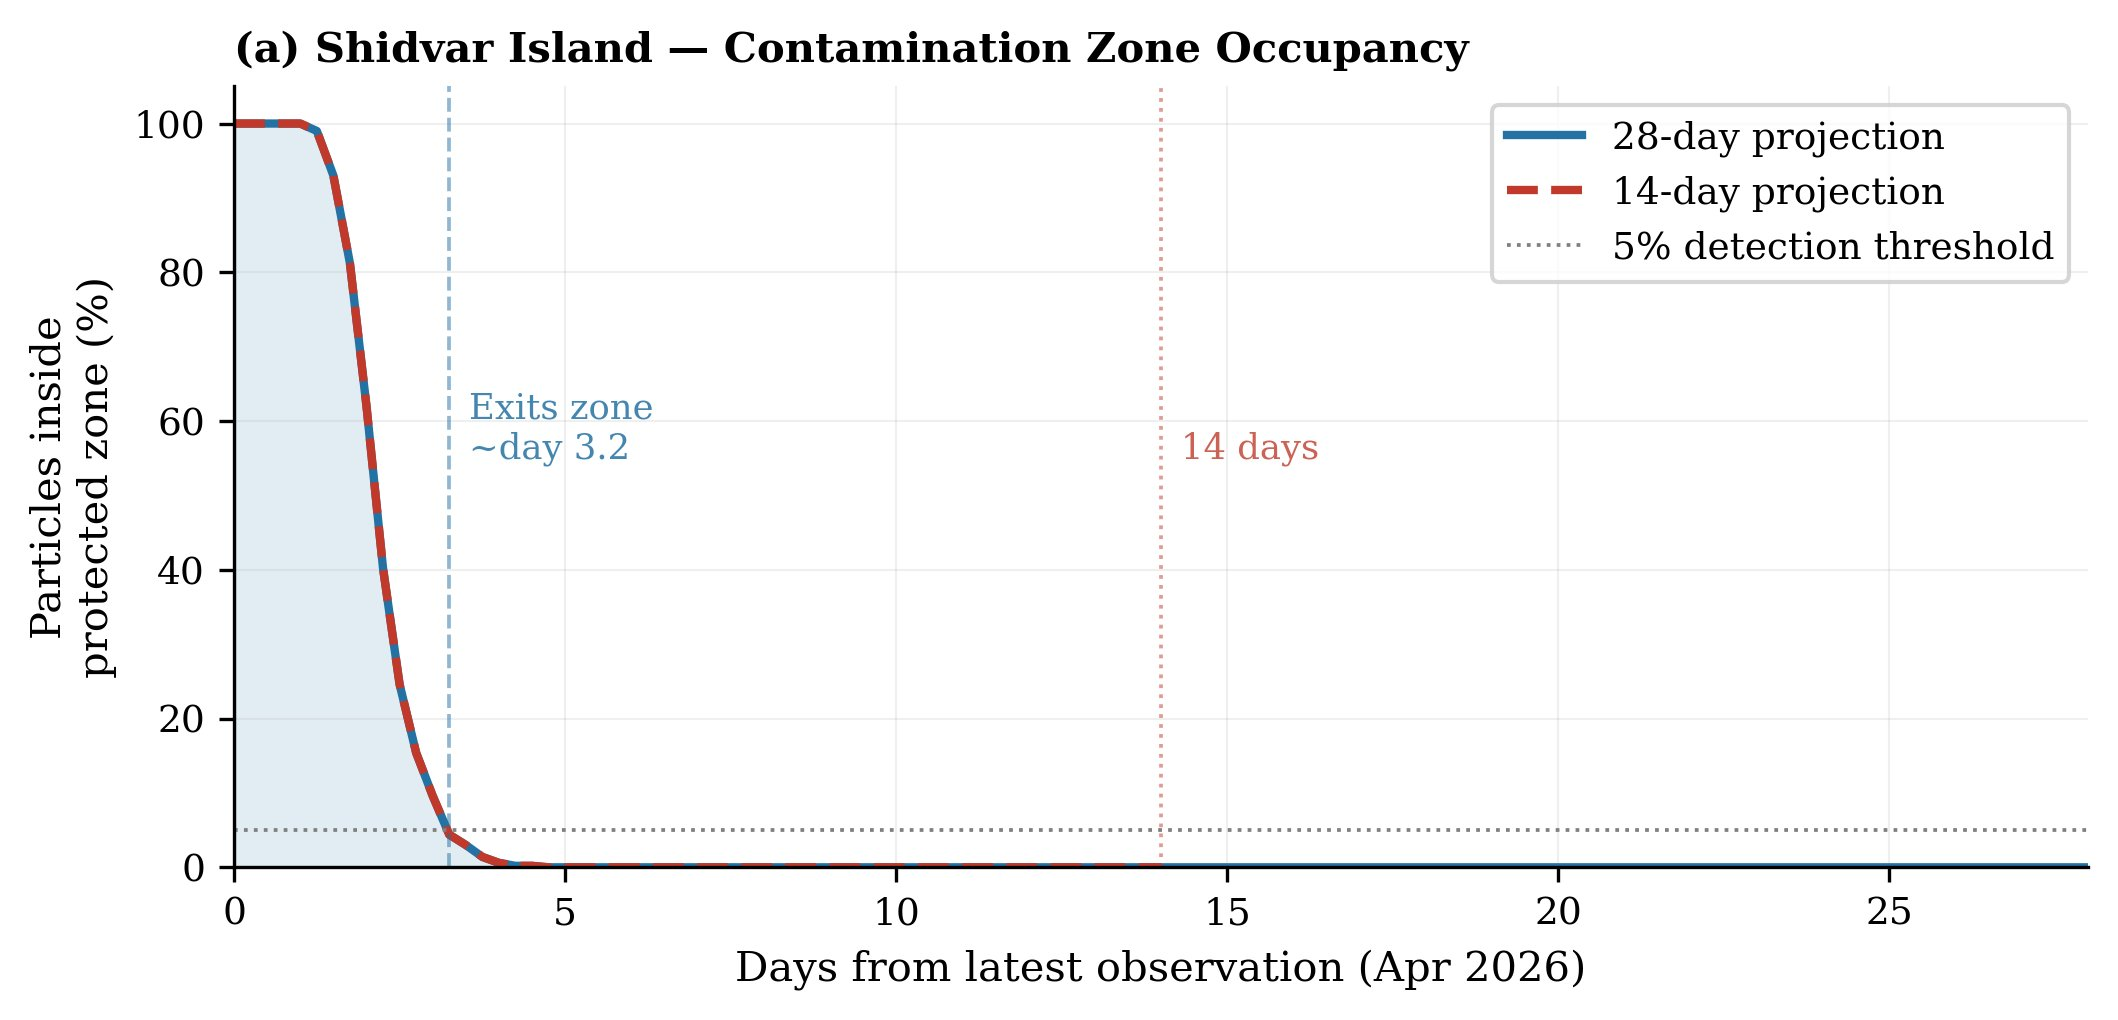 (a) Shidvar Island — Contamination Zone Occupancy
Particles inside
protected zone (%)
100
80
60
40
20
0
28-day projection
14-day projection
5% detection threshold
Exits zone
~day 3.2
14 days
0
5
10
15
20
25
Days from latest observation (Apr 2026)